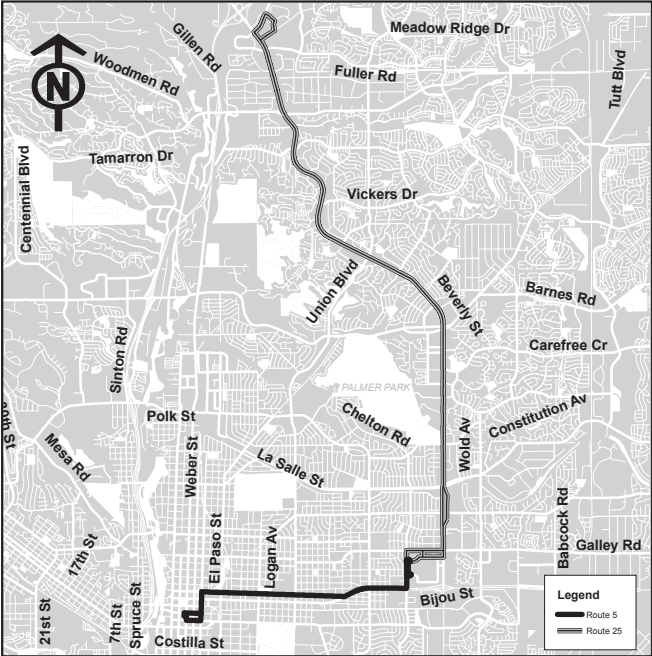 Meadow Ridge Dr
Gillen Rd
N
Woodmen Rd
Fuller Rd
Tutt Blvd
Tamarron Dr
Centennial Blvd
Vickers Dr
Union Blvd
Beverly St
Barnes Rd
Sinton Rd
Carefree Cr
PALMER PARK
Polk St
Chelton Rd
Constitution Av
Mesa Rd
Weber St
La Salle St
Wold Av
17th St
El Paso St
Logan Av
Babcock Rd
Galley Rd
21st St
7th St
Spruce St
Bijou St
Costilla St
Legend
Route 5
Route 25